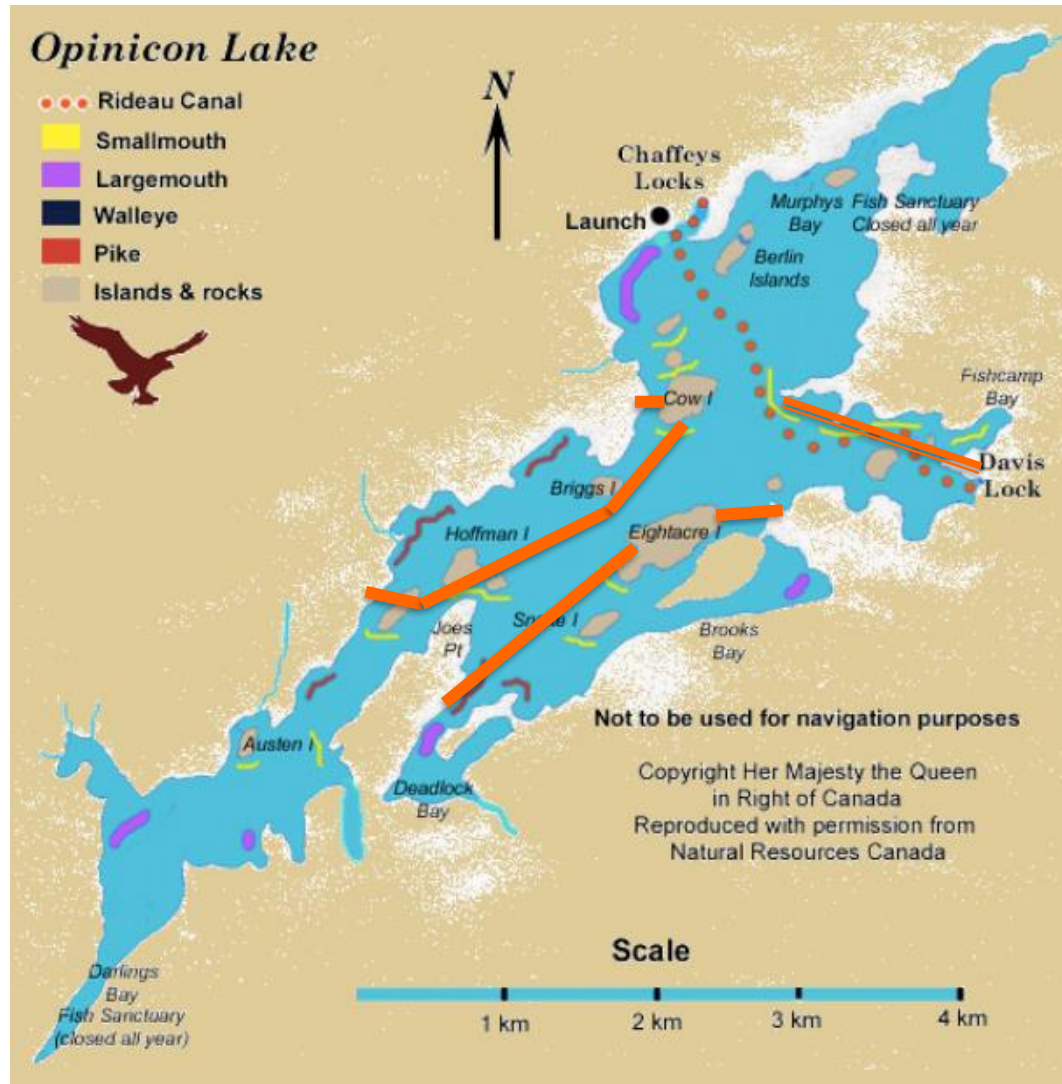 Opinicon Lake
Rideau Canal
Smallmouth
Largemouth
Walleye
Pike
Islands & rocks
N
Chaffeys
Locks
Launch
Murphys
Bay
Fish Sanctuary
Closed all year
Berlin
Islands
Cow I
Fishcamp
Bay
Davis
Lock
Briggs I
Hoffman I
Eightacre I
Joes
Pt
Brooks
Bay
Austen I
Deadlock
Bay
Not to be used for navigation purposes
Copyright Her Majesty the Queen
in Right of Canada
Reproduced with permission from
Natural Resources Canada
Darlings
Bay
Fish Sanctuary
(closed all year)
Scale
1 km
2 km
3 km
4 km